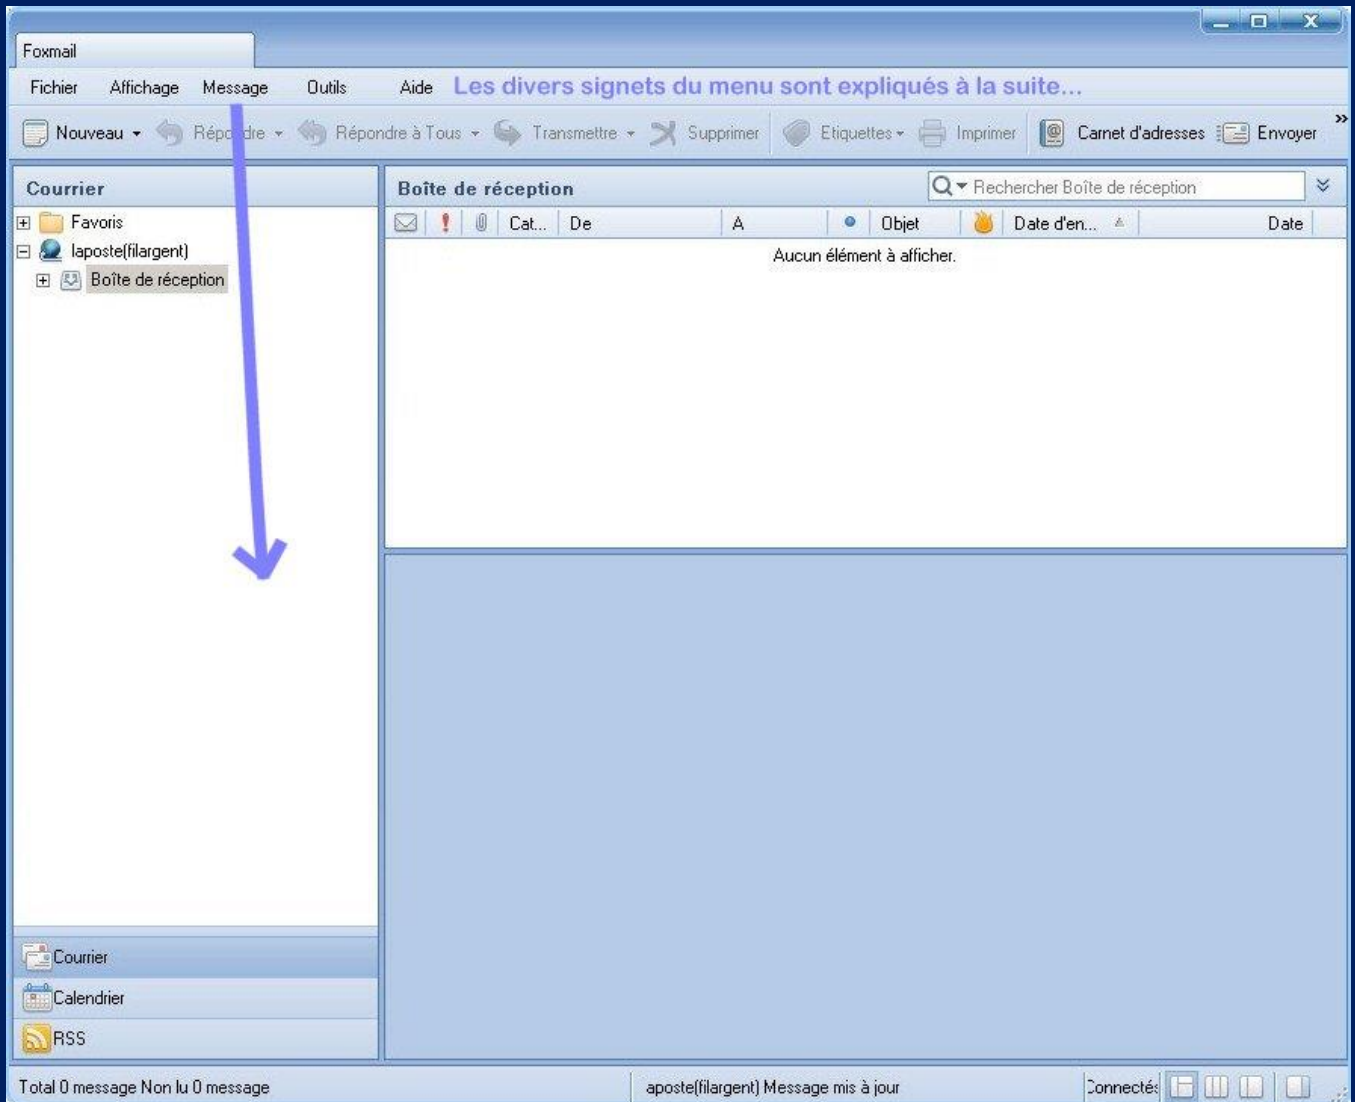 Foxmail
Fichier Affichage Message Outils Aide Les divers signets du menu sont expliqués à la suite...
Nouveau Répondre Répondre à Tous Transmettre Supprimer Etiquettes Imprimer Carnet d'adresses Envoyer »
Courrier
Boîte de réception
Rechercher Boîte de réception
Favoris
laposte(filargent)
Boîte de réception
Cat... De A Objet Date d'en... Date
Aucun élément à afficher.
Courrier
Calendrier
RSS
Total 0 message Non lu 0 message
aposte(filargent) Message mis à jour
Connectés